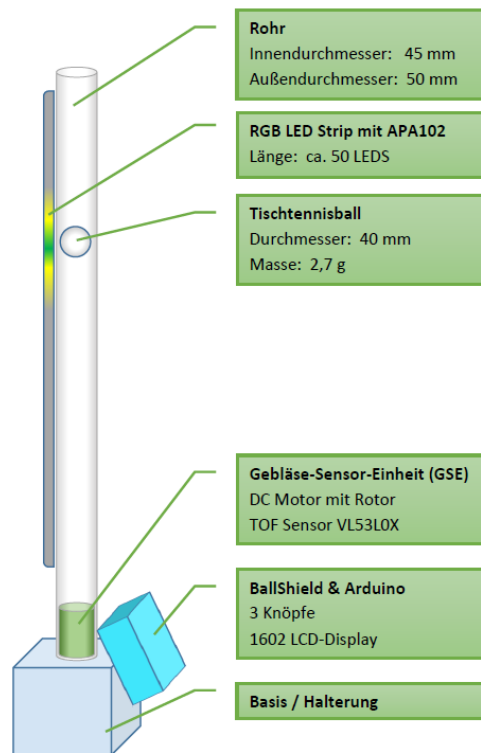 Rohr
Innendurchmesser: 45 mm
Außendurchmesser: 50 mm
RGB LED Strip mit APA102
Länge: ca. 50 LEDS
Tischtennisball
Durchmesser: 40 mm
Masse: 2,7 g
Gebläse-Sensor-Einheit (GSE)
DC Motor mit Rotor
TOF Sensor VL53L0X
BallShield & Arduino
3 Knöpfe
1602 LCD-Display
Basis / Halterung